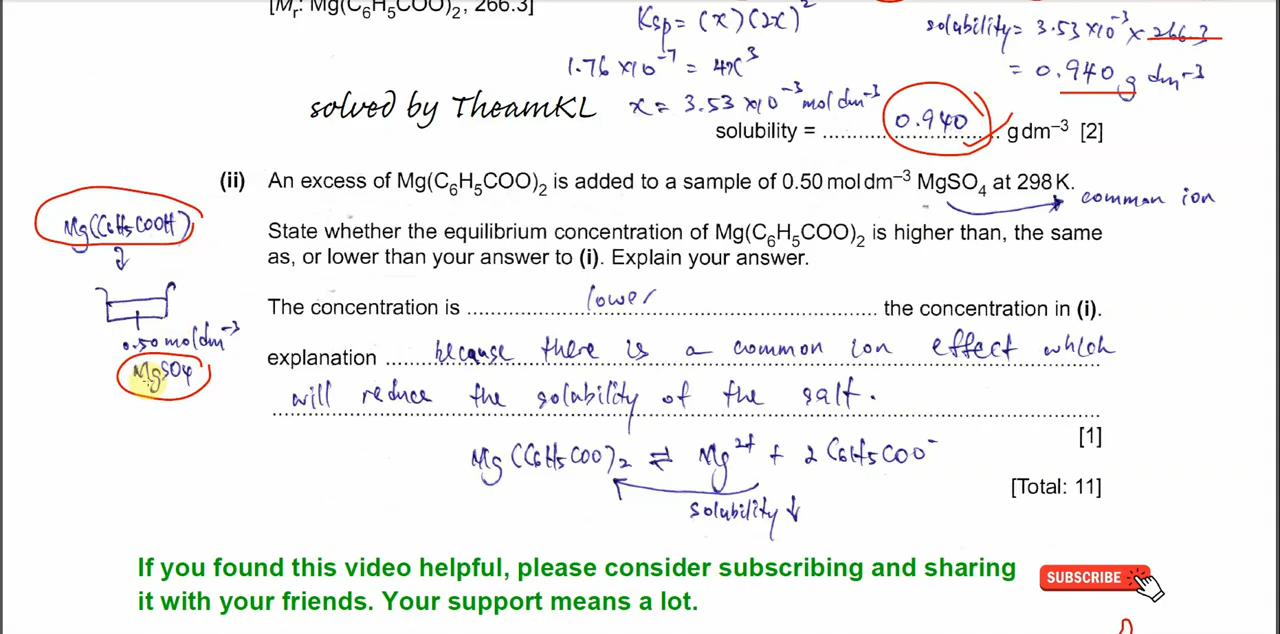 [Mr: Mg(C6H5COO)2, 266.3]
Ksp = (x)(2x)²
solubility = 3.53 ×10⁻³ × 266.3
1.76 ×10⁻⁷ = 4x³
= 0.940 g dm⁻³
solved by TheamKL
x = 3.53 ×10⁻³ mol dm⁻³
solubility = .......... 0.940 .......... g dm⁻³ [2]
(ii) An excess of Mg(C₆H₅COO)₂ is added to a sample of 0.50 mol dm⁻³ MgSO₄ at 298 K.
common ion
Mg(C6H5COOH)
State whether the equilibrium concentration of Mg(C₆H₅COO)₂ is higher than, the same
as, or lower than your answer to (i). Explain your answer.
The concentration is .......... lower .......... the concentration in (i).
0.50 mol dm⁻³
MgSO4
explanation ...... because there is a common ion effect which
will reduce the solubility of the salt.
[1]
Mg(C6H5COO)2 ⇌ Mg²⁺ + 2 C6H5COO⁻
[Total: 11]
solubility ↓
If you found this video helpful, please consider subscribing and sharing
it with your friends. Your support means a lot.
SUBSCRIBE